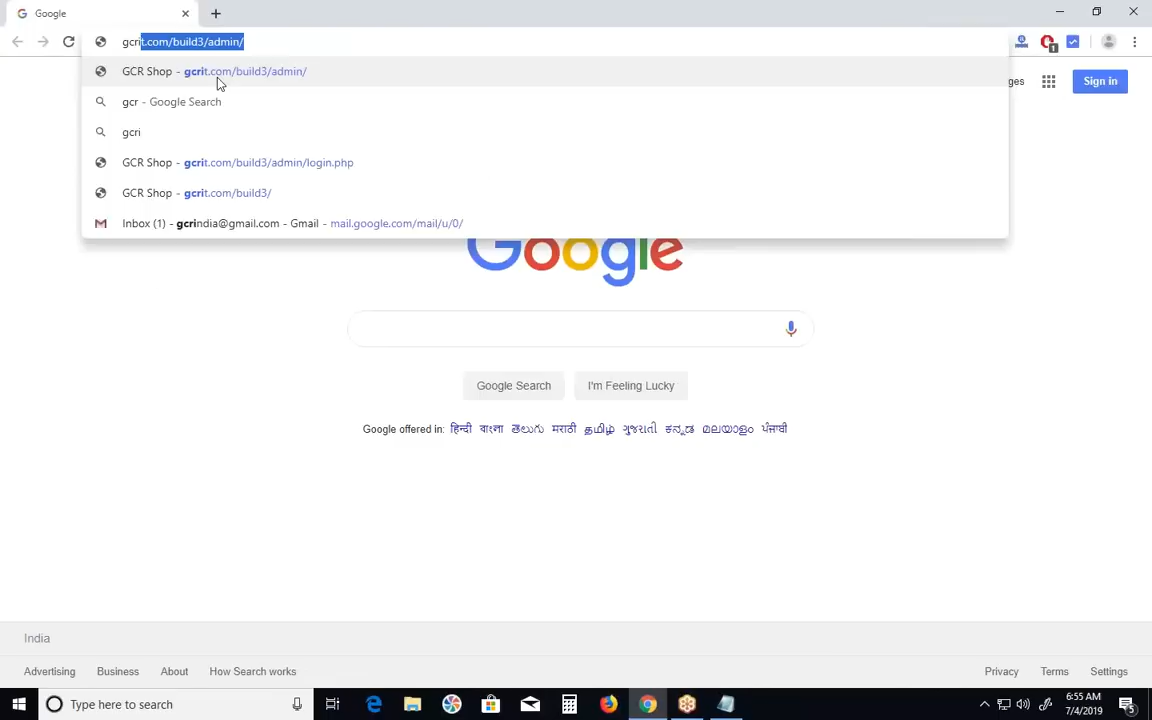 Google
gcrit.com/build3/admin/
1
GCR Shop - gcrit.com/build3/admin/
ges
Sign in
gcr - Google Search
gcri
GCR Shop - gcrit.com/build3/admin/login.php
GCR Shop - gcrit.com/build3/
Inbox (1) - gcrindia@gmail.com - Gmail - mail.google.com/mail/u/0/
Google
Google Search
I'm Feeling Lucky
Google offered in: हिन्दी বাংলা తెలుగు मराठी தமிழ் ગુજરાતી ಕನ್ನಡ മലയാളം ਪੰਜਾਬੀ
India
Advertising Business About How Search works
Privacy Terms Settings
Type here to search
6:55 AM
7/4/2019
5